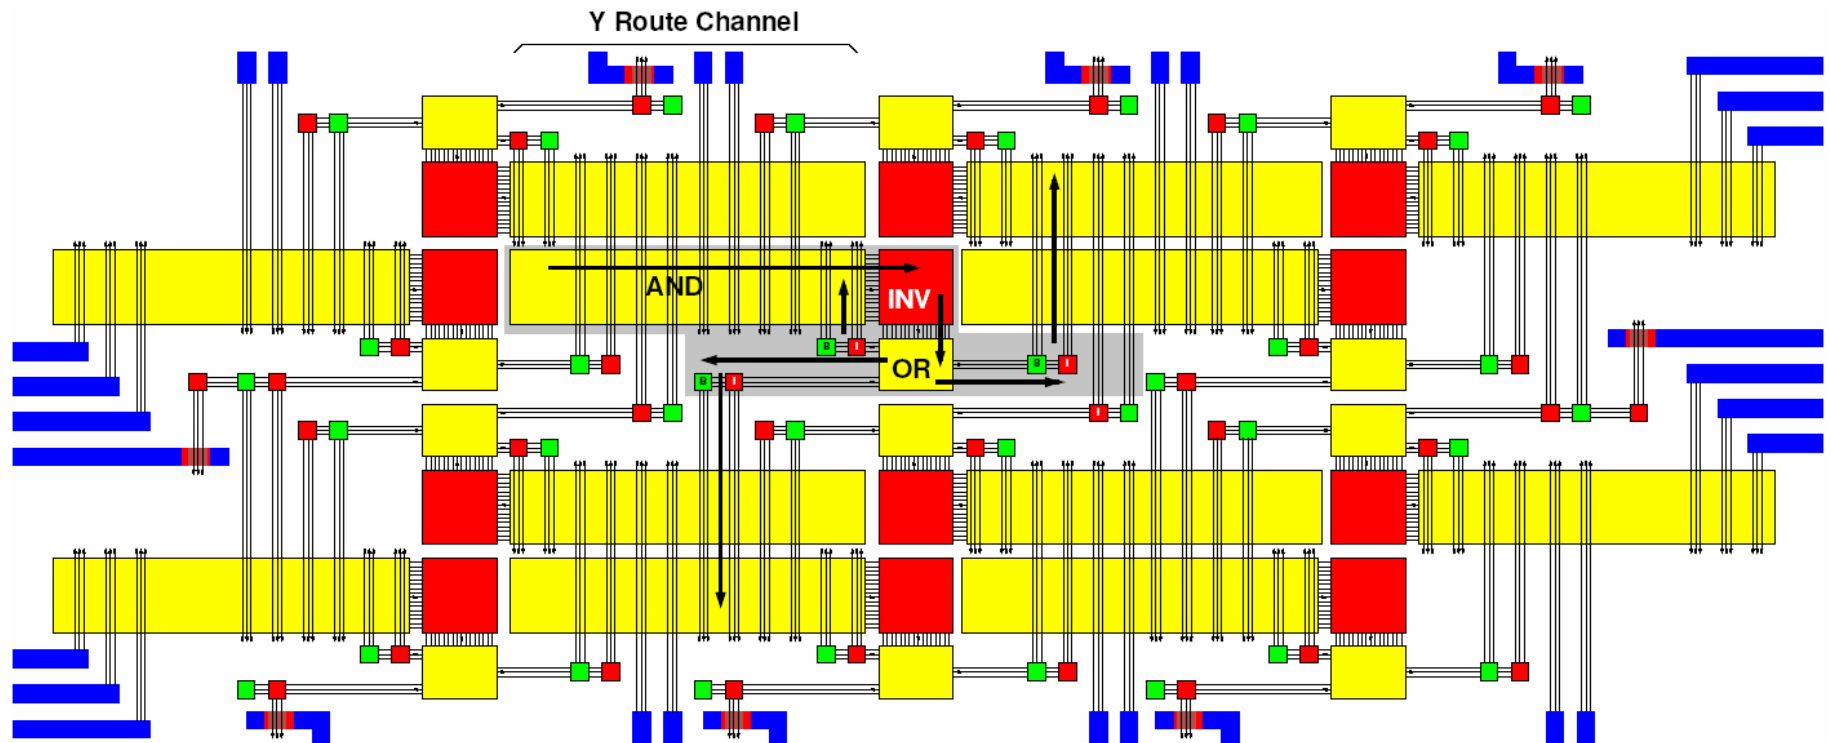 Y Route Channel
AND
INV
B I
OR
B I
B I
I